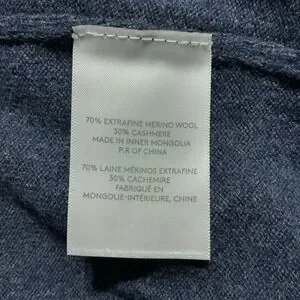 70% EXTRAFINE MERINO WOOL
30% CASHMERE
MADE IN INNER MONGOLIA
P.R OF CHINA
70% LAINE MÉRINOS EXTRAFINE
30% CACHEMIRE
FABRIQUÉ EN
MONGOLIE-INTÉRIEURE, CHINE